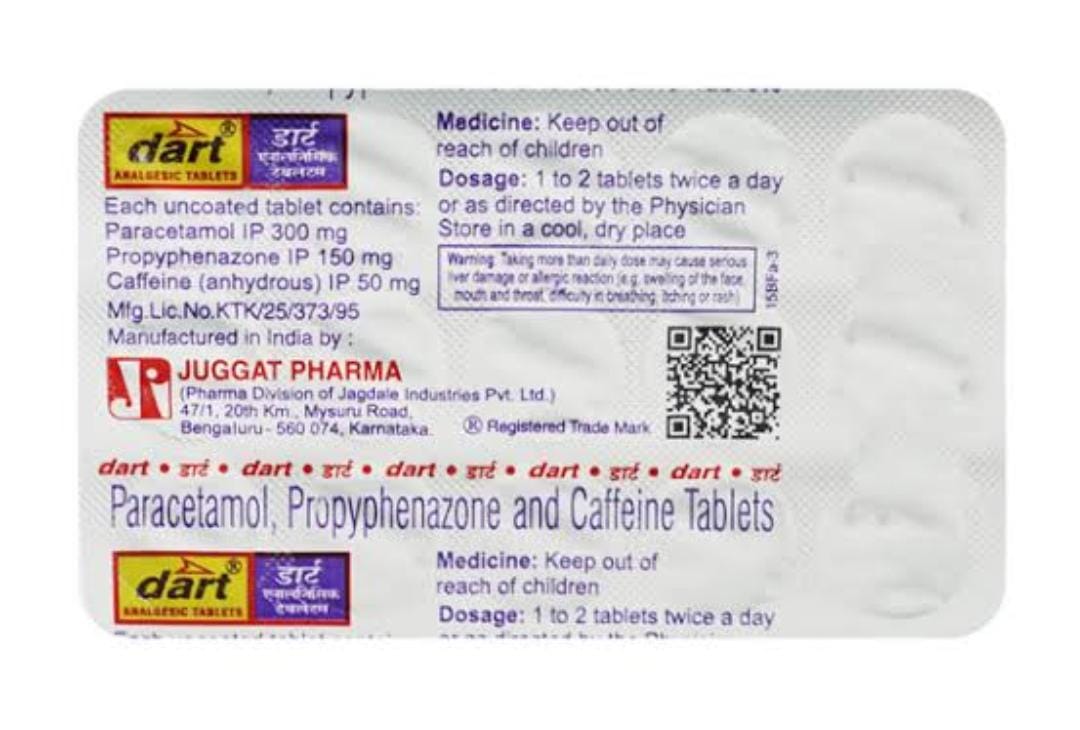 dart®
ANALGESIC TABLETS
डार्ट
एनालजेसिक
टेबलेटस
Each uncoated tablet contains:
Paracetamol IP 300 mg
Propyphenazone IP 150 mg
Caffeine (anhydrous) IP 50 mg
Mfg.Lic.No.KTK/25/373/95
Manufactured in India by :
JUGGAT PHARMA
(Pharma Division of Jagdale Industries Pvt. Ltd.)
47/1, 20th Km., Mysuru Road,
Bengaluru - 560 074, Karnataka.
® Registered Trade Mark
Medicine: Keep out of
reach of children
Dosage: 1 to 2 tablets twice a day
or as directed by the Physician
Store in a cool, dry place
Warning: Taking more than daily dose may cause serious
liver damage or allergic reaction (e.g. swelling of the face,
mouth and throat, difficulty in breathing, itching or rash)
15BFa-3
dart • डार्ट • dart • डार्ट • dart • डार्ट • dart • डार्ट • dart • डार्ट
Paracetamol, Propyphenazone and Caffeine Tablets
dart®
ANALGESIC TABLETS
डार्ट
एनालजेसिक
टेबलेटस
Medicine: Keep out of
reach of children
Dosage: 1 to 2 tablets twice a day